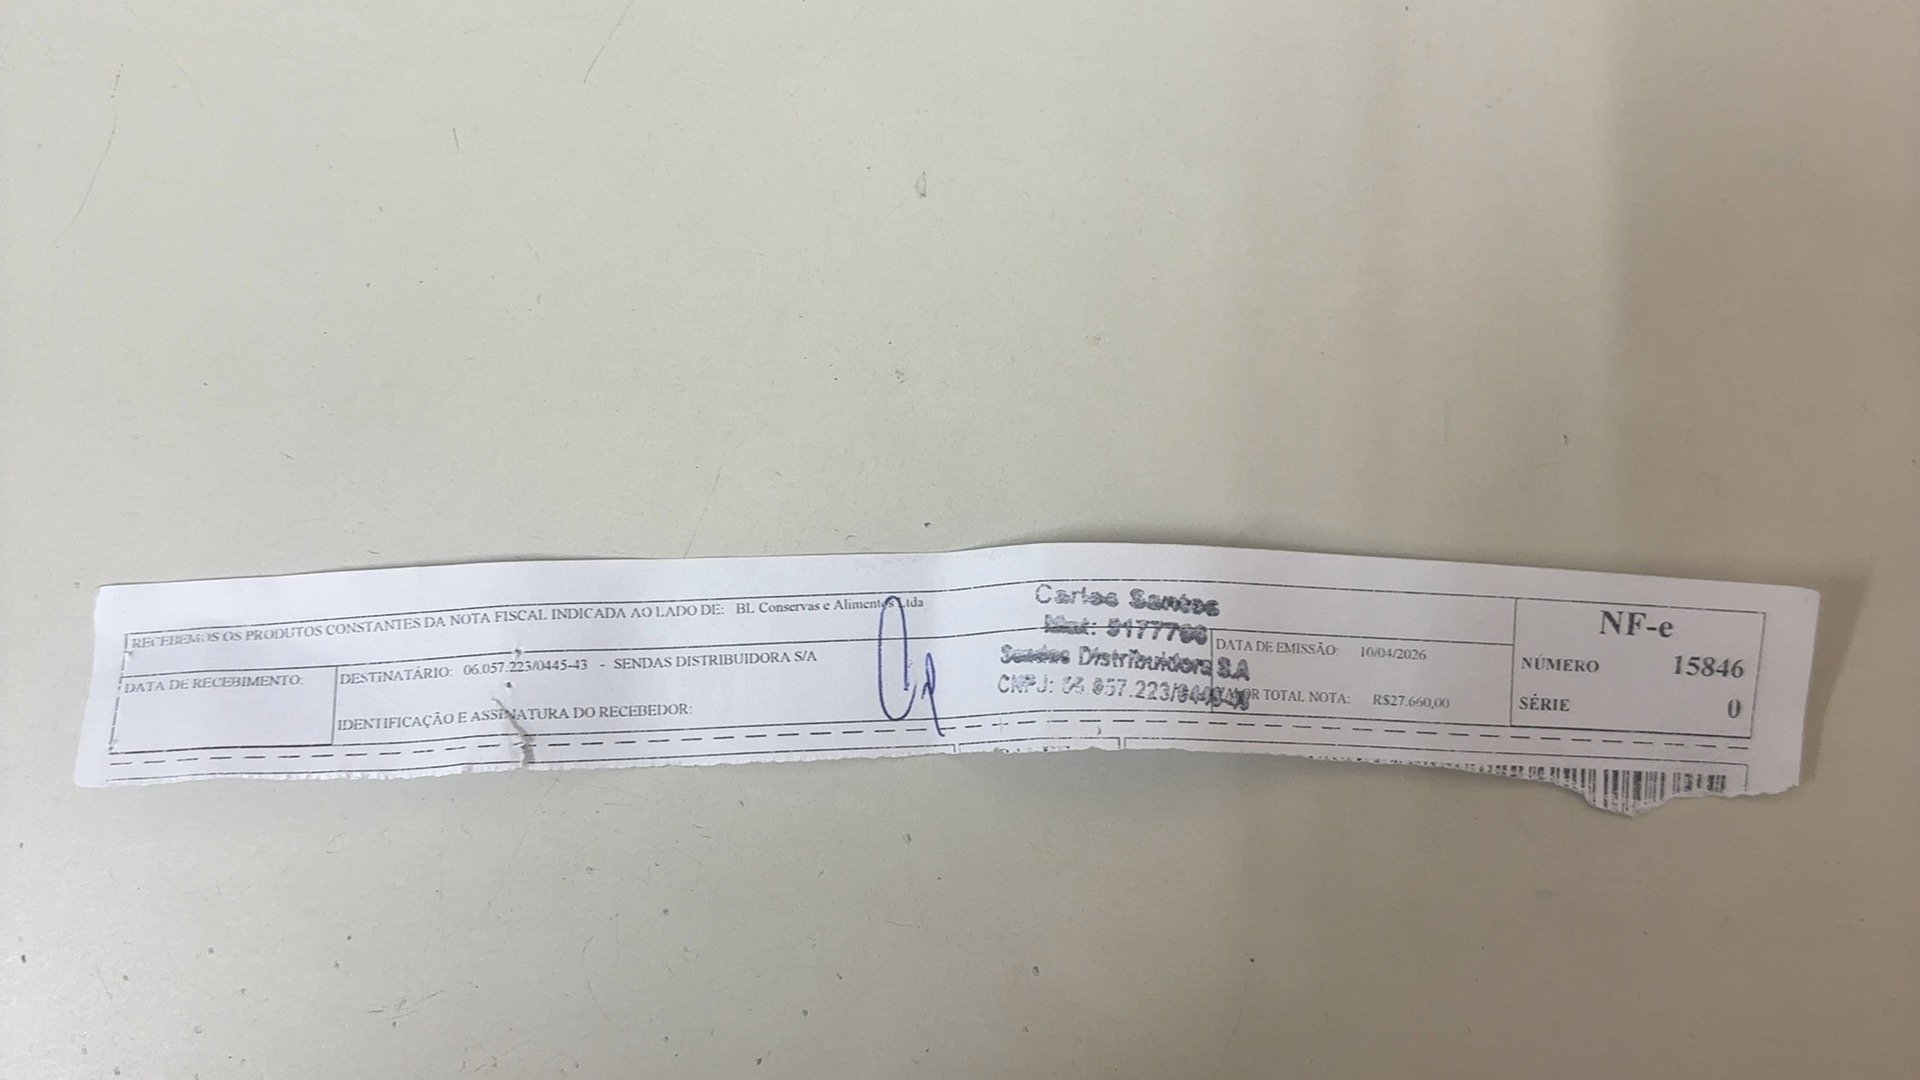 RECEBEMOS OS PRODUTOS CONSTANTES DA NOTA FISCAL INDICADA AO LADO DE: BL Conservas e Alimentos Ltda
DATA DE RECEBIMENTO:
DESTINATÁRIO: 06.057.223/0445-43 - SENDAS DISTRIBUIDORA S/A
IDENTIFICAÇÃO E ASSINATURA DO RECEBEDOR:
Carlos Santos
Mat:
Sendas Distribuidora S.A
CNPJ: 06.057.223/0445-43
DATA DE EMISSÃO: 10/04/2026
VALOR TOTAL NOTA: R$27.660,00
NF-e
NÚMERO 15846
SÉRIE 0